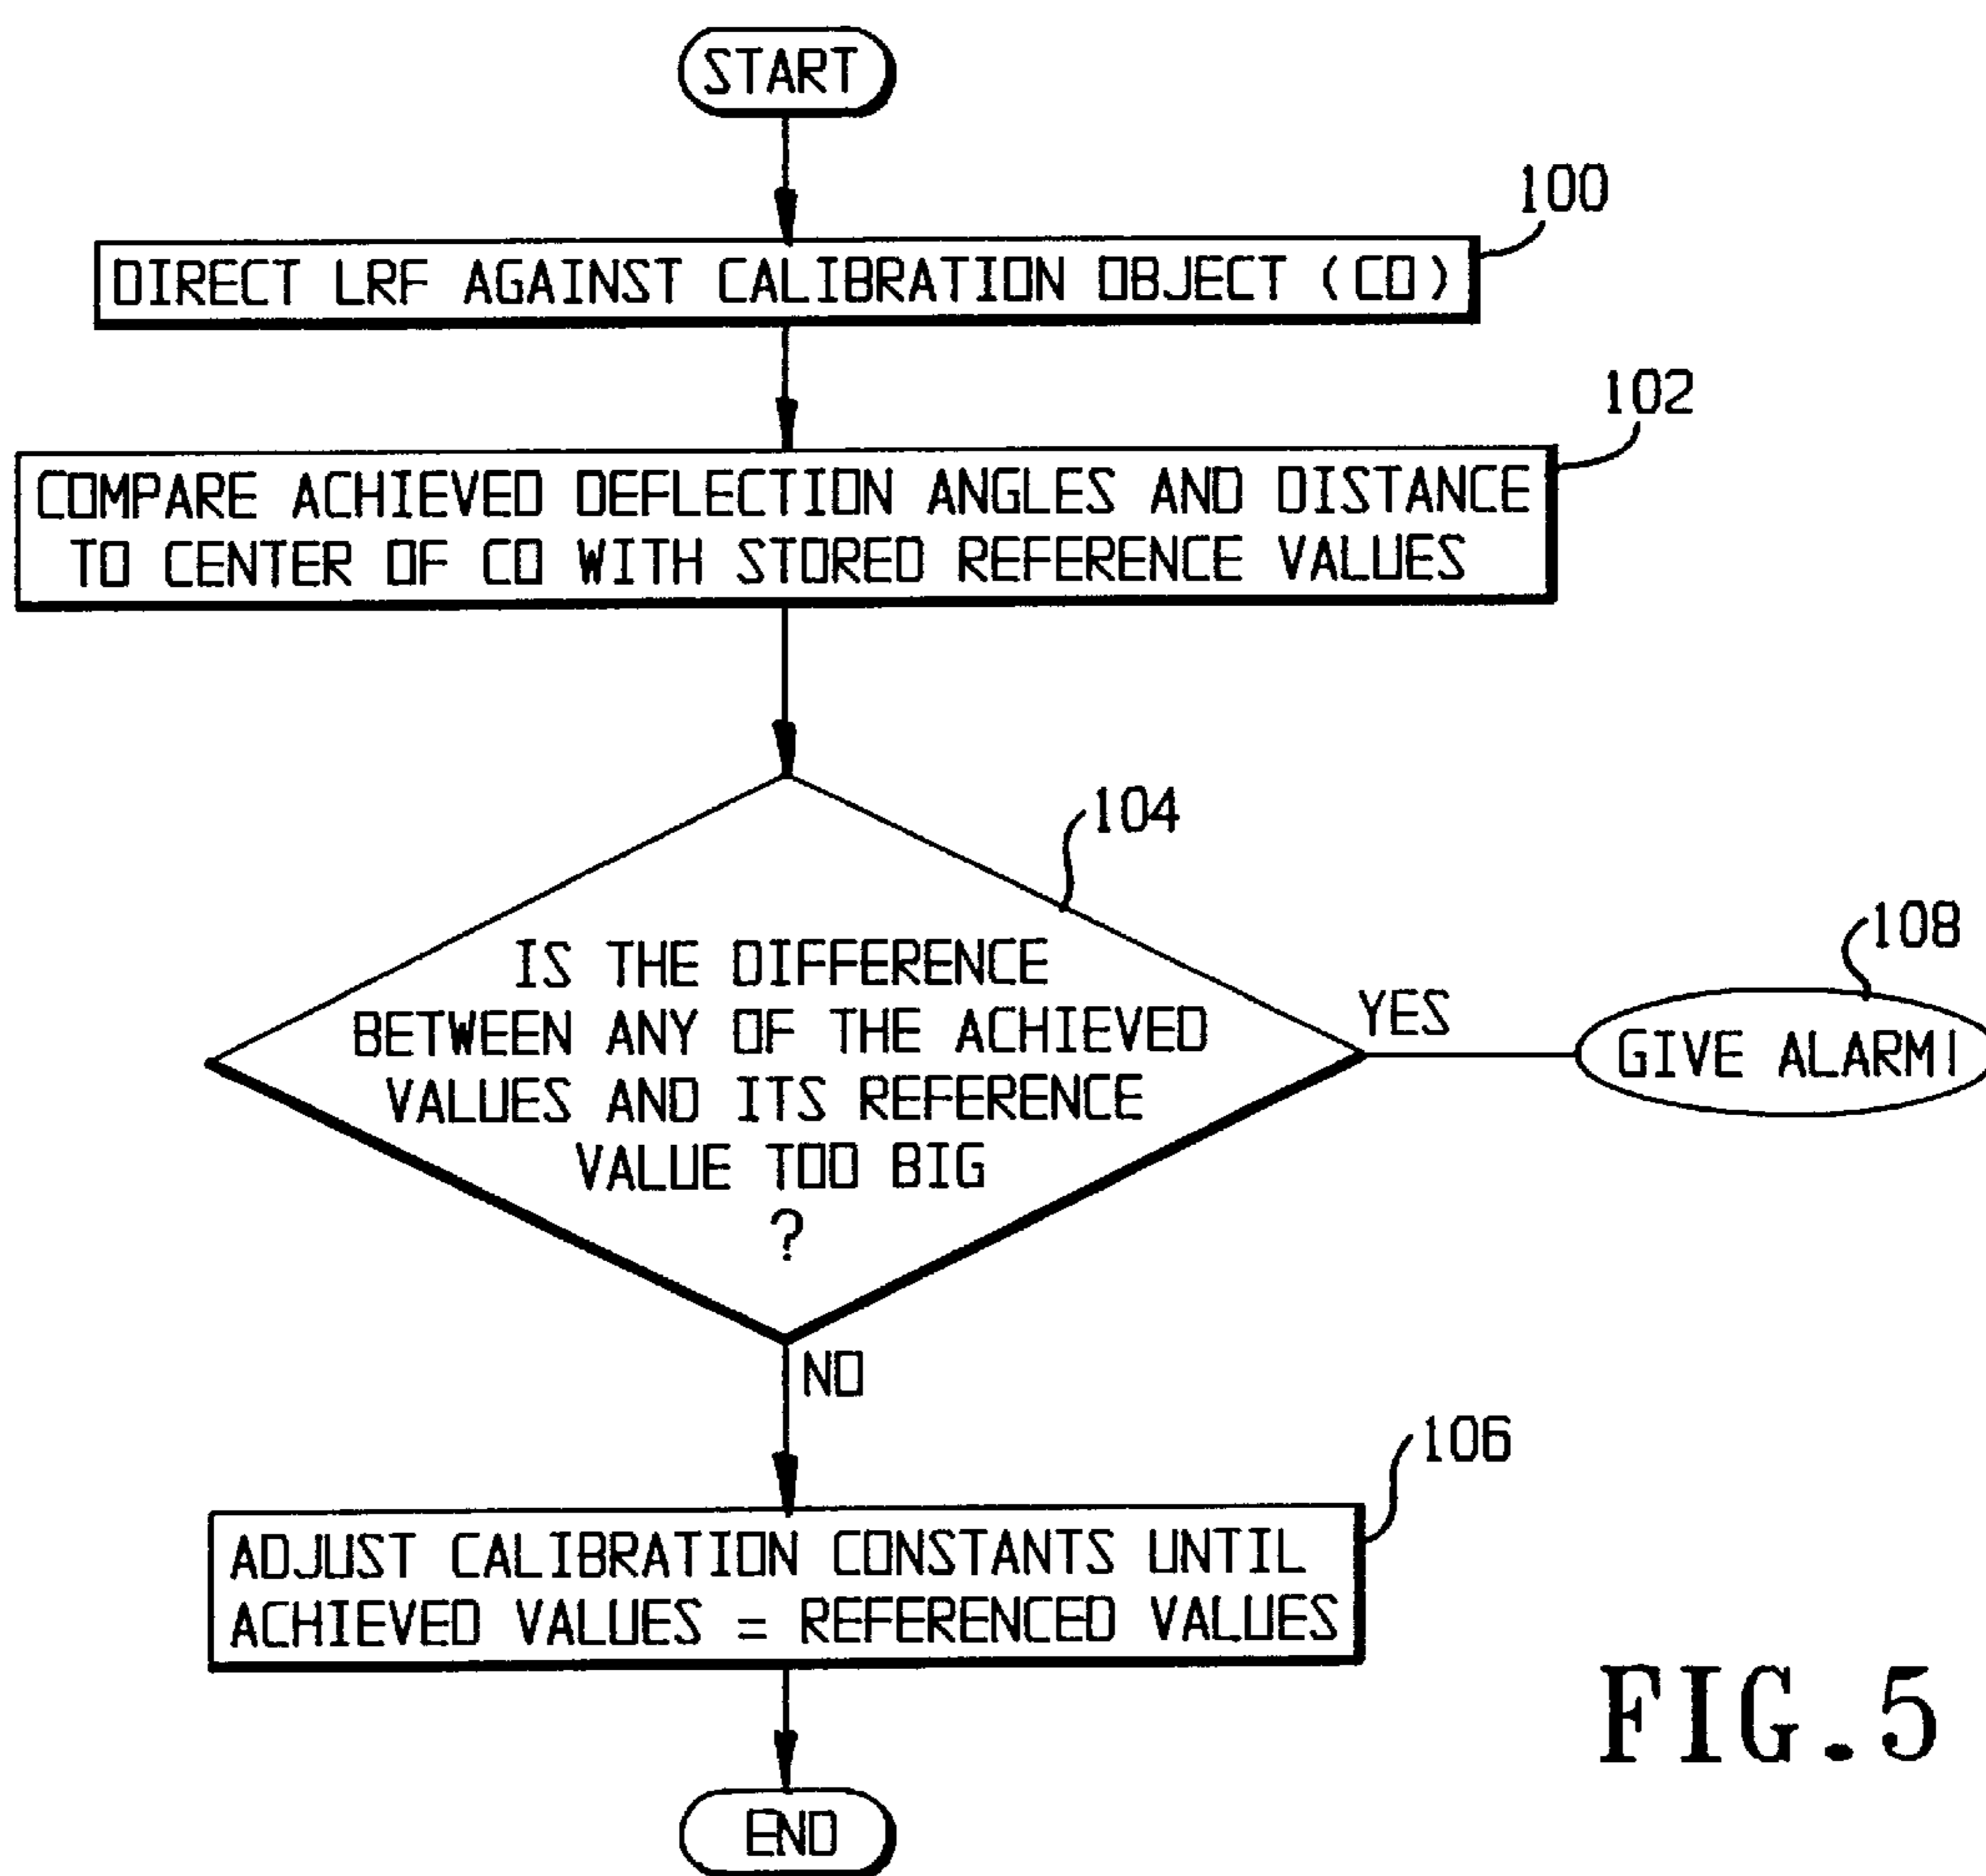 START
100
DIRECT LRF AGAINST CALIBRATION OBJECT (CO)
102
COMPARE ACHIEVED DEFLECTION ANGLES AND DISTANCE
TO CENTER OF CO WITH STORED REFERENCE VALUES
104
IS THE DIFFERENCE
BETWEEN ANY OF THE ACHIEVED
VALUES AND ITS REFERENCE
VALUE TOO BIG
?
YES
108
GIVE ALARM!
NO
106
ADJUST CALIBRATION CONSTANTS UNTIL
ACHIEVED VALUES = REFERENCED VALUES
END
FIG.5